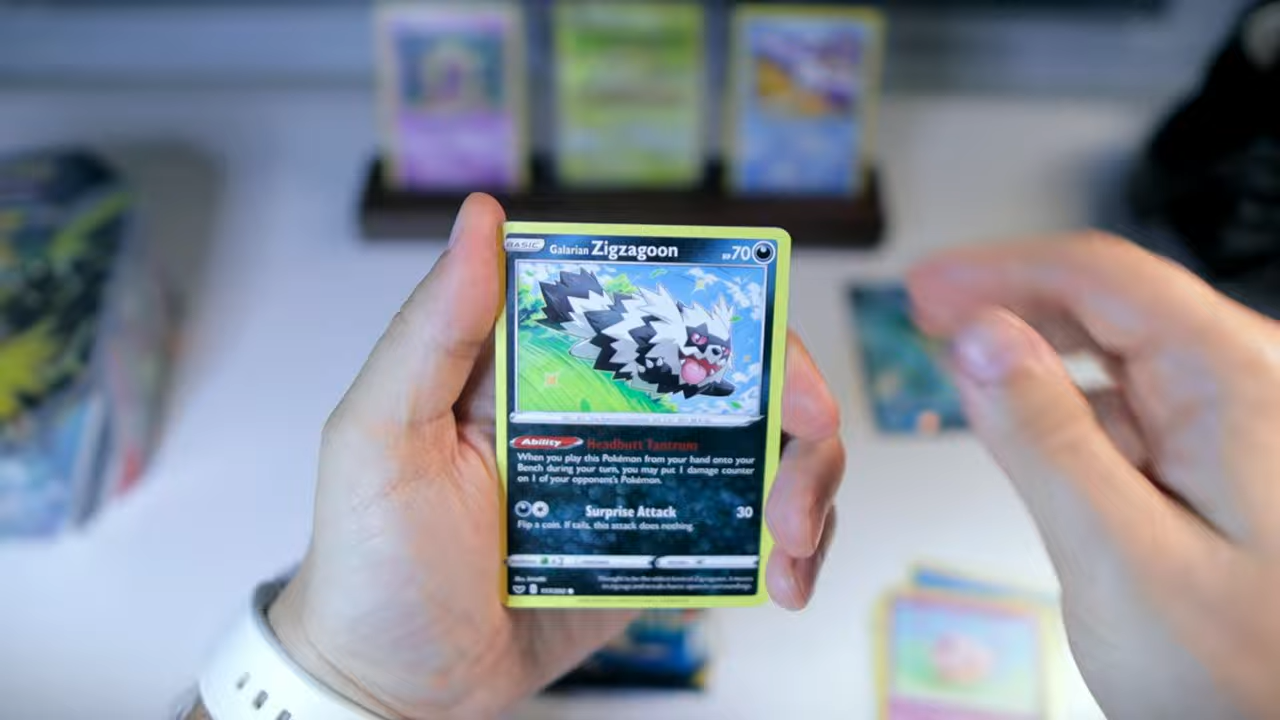 BASIC Galarian Zigzagoon HP 70
Ability Headbutt Tantrum
When you play this Pokémon from your hand onto your
Bench during your turn, you may put 1 damage counter
on 1 of your opponent's Pokémon.
Surprise Attack 30
Flip a coin. If tails, this attack does nothing.